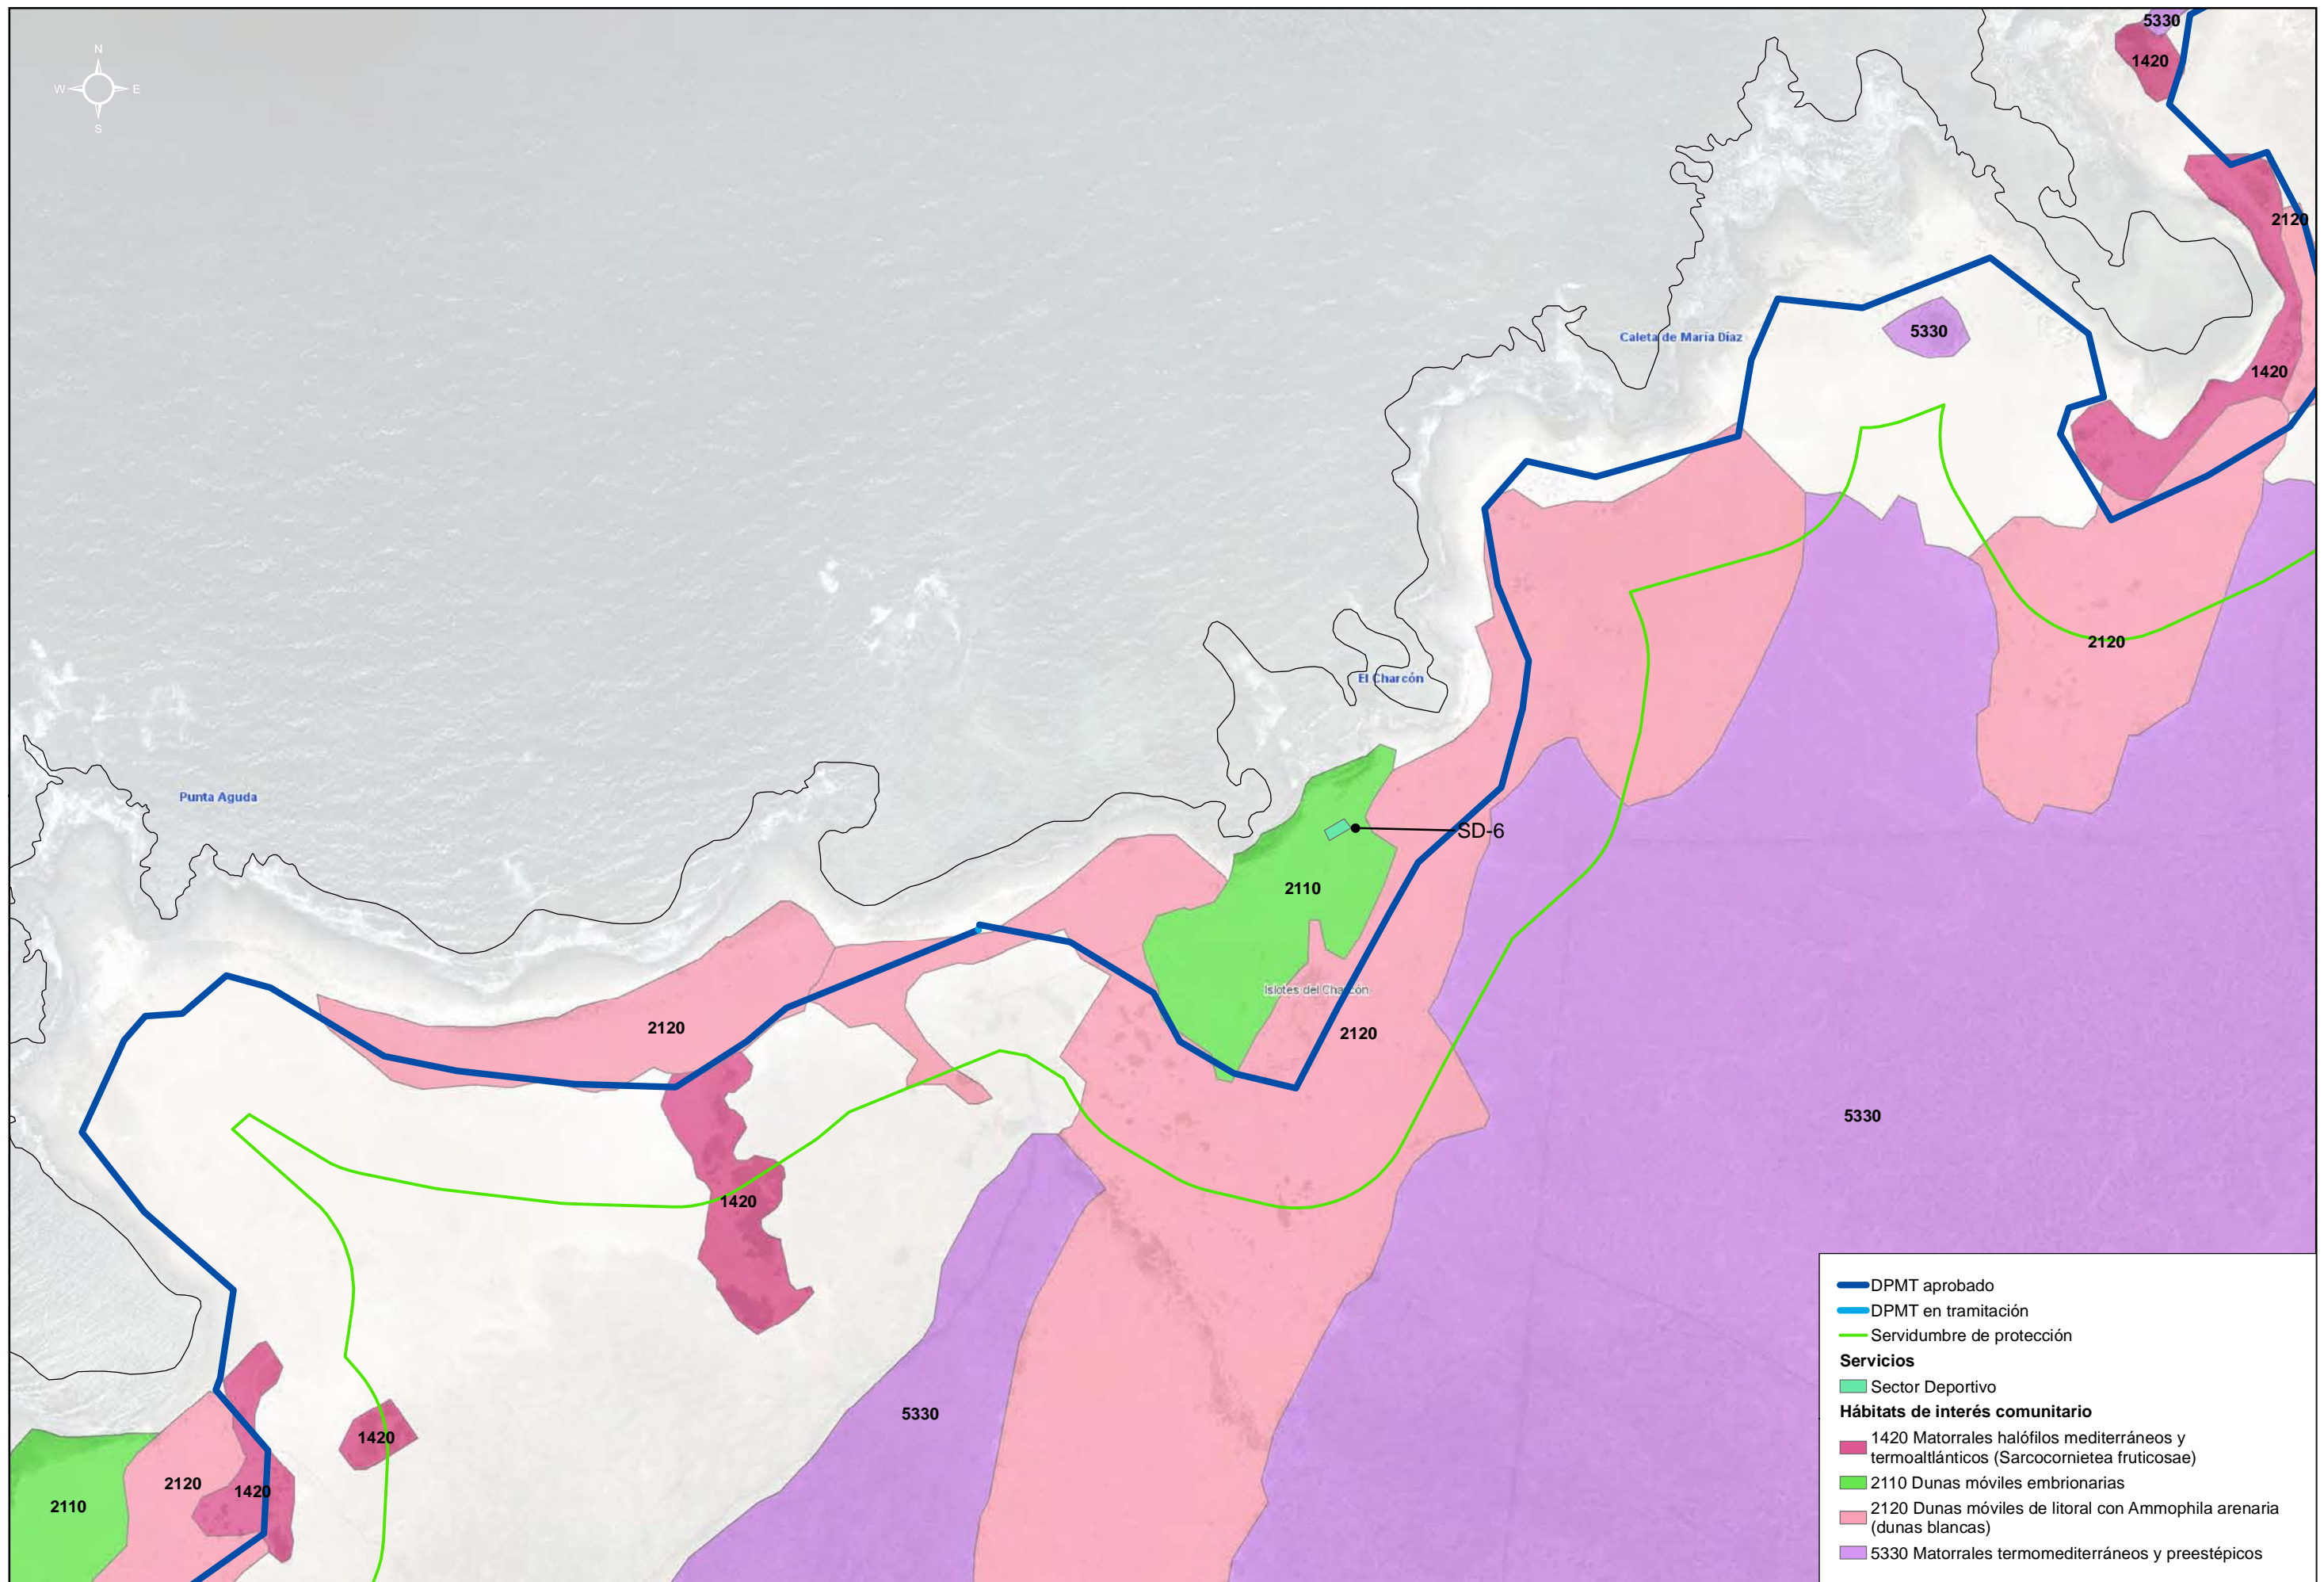 N
W
E
S
5330
1420
2120
5330
Caleta de María Díaz
1420
2120
El Charcón
Punta Aguda
SD-6
2110
Islotes del Charcón
2120
2120
5330
1420
5330
1420
2120
1420
2110
DPMT aprobado
DPMT en tramitación
Servidumbre de protección
Servicios
Sector Deportivo
Hábitats de interés comunitario
1420 Matorrales halófilos mediterráneos y
termoaltlánticos (Sarcocornietea fruticosae)
2110 Dunas móviles embrionarias
2120 Dunas móviles de litoral con Ammophila arenaria
(dunas blancas)
5330 Matorrales termomediterráneos y preestépicos